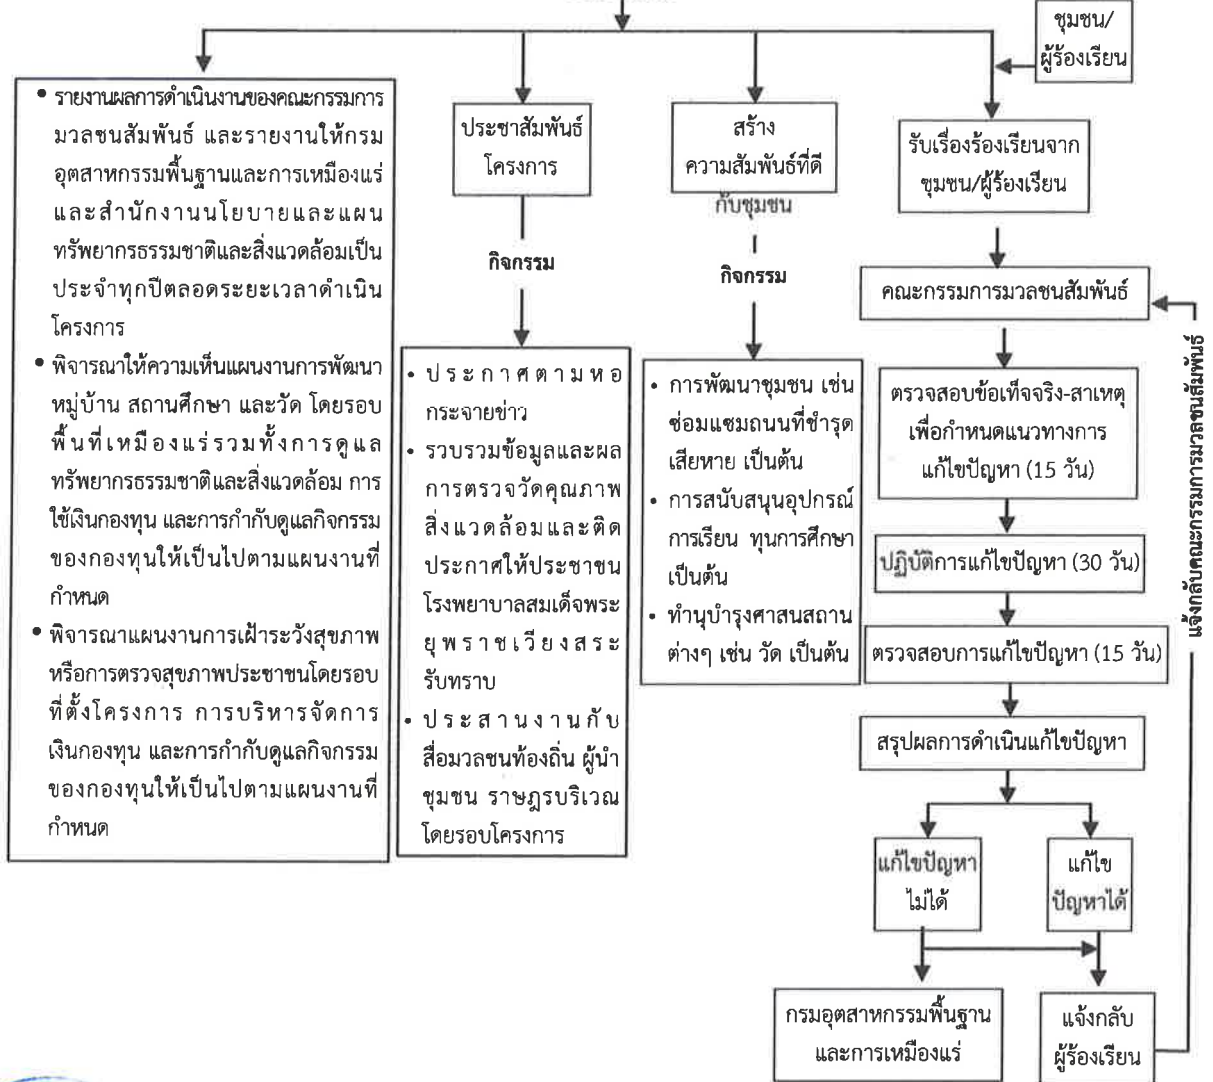 ชุมชน/
ผู้ร้องเรียน
• รายงานผลการดำเนินงานของคณะกรรมการ
มวลชนสัมพันธ์ และรายงานให้กรม
อุตสาหกรรมพื้นฐานและการเหมืองแร่
และสำนักงานนโยบายและแผน
ทรัพยากรธรรมชาติและสิ่งแวดล้อมเป็น
ประจำทุกปีตลอดระยะเวลาดำเนิน
โครงการ
• พิจารณาให้ความเห็นแผนงานการพัฒนา
หมู่บ้าน สถานศึกษา และวัด โดยรอบ
พื้นที่เหมืองแร่รวมทั้งการดูแล
ทรัพยากรธรรมชาติและสิ่งแวดล้อม การ
ใช้เงินกองทุน และการกำกับดูแลกิจกรรม
ของกองทุนให้เป็นไปตามแผนงานที่
กำหนด
• พิจารณาแผนงานการเฝ้าระวังสุขภาพ
หรือการตรวจสุขภาพประชาชนโดยรอบ
ที่ตั้งโครงการ การบริหารจัดการ
เงินกองทุน และการกำกับดูแลกิจกรรม
ของกองทุนให้เป็นไปตามแผนงานที่
กำหนด
ประชาสัมพันธ์
โครงการ
กิจกรรม
• ประกาศตามหอ
กระจายข่าว
• รวบรวมข้อมูลและผล
การตรวจวัดคุณภาพ
สิ่งแวดล้อมและติด
ประกาศให้ประชาชน
โรงพยาบาลสมเด็จพระ
ยุพราชเวียงสระ
รับทราบ
• ประสานงานกับ
สื่อมวลชนท้องถิ่น ผู้นำ
ชุมชน ราษฎรบริเวณ
โดยรอบโครงการ
สร้าง
ความสัมพันธ์ที่ดี
กับชุมชน
กิจกรรม
• การพัฒนาชุมชน เช่น
ซ่อมแซมถนนที่ชำรุด
เสียหาย เป็นต้น
• การสนับสนุนอุปกรณ์
การเรียน ทุนการศึกษา
เป็นต้น
• ทำนุบำรุงศาสนสถาน
ต่างๆ เช่น วัด เป็นต้น
รับเรื่องร้องเรียนจาก
ชุมชน/ผู้ร้องเรียน
คณะกรรมการมวลชนสัมพันธ์
ตรวจสอบข้อเท็จจริง-สาเหตุ
เพื่อกำหนดแนวทางการ
แก้ไขปัญหา (15 วัน)
ปฏิบัติการแก้ไขปัญหา (30 วัน)
ตรวจสอบการแก้ไขปัญหา (15 วัน)
สรุปผลการดำเนินแก้ไขปัญหา
แก้ไขปัญหา
ไม่ได้
แก้ไข
ปัญหาได้
กรมอุตสาหกรรมพื้นฐาน
และการเหมืองแร่
แจ้งกลับ
ผู้ร้องเรียน
แจ้งกลับคณะกรรมการมวลชนสัมพันธ์